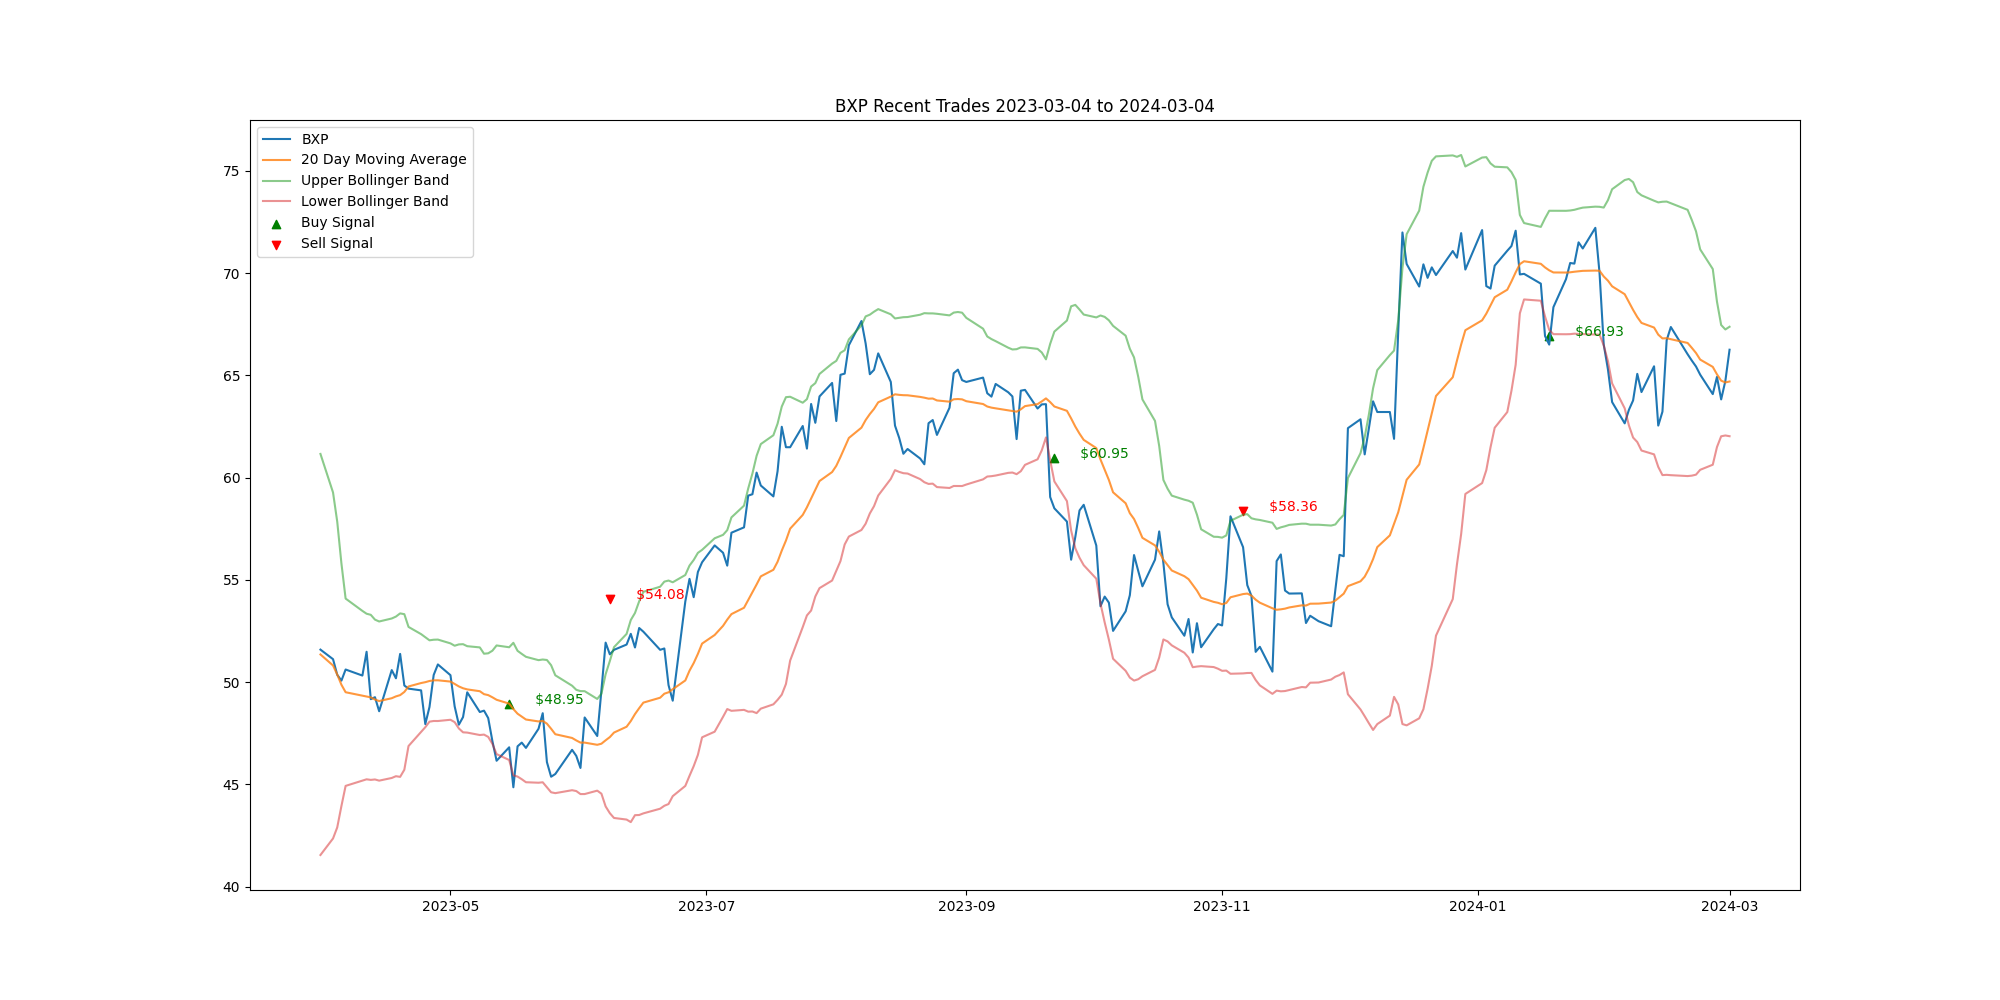 BXP Recent Trades 2023-03-04 to 2024-03-04
BXP
20 Day Moving Average
Upper Bollinger Band
Lower Bollinger Band
Buy Signal
Sell Signal
75
70
65
60
55
50
45
40
$48.95
$54.08
$60.95
$58.36
$66.93
2023-05
2023-07
2023-09
2023-11
2024-01
2024-03